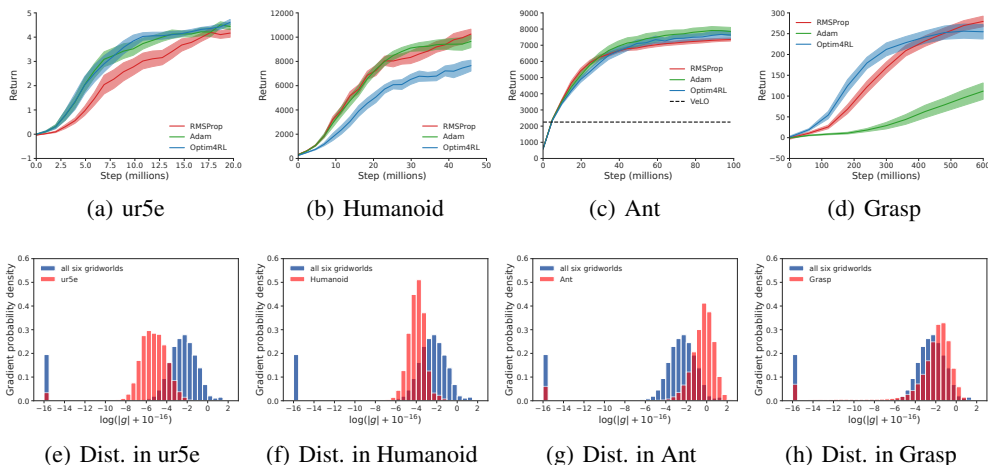 5
4
3
2
1
0
−1
Return
0.0 2.5 5.0 7.5 10.0 12.5 15.0 17.5 20.0
Step (millions)
RMSProp
Adam
Optim4RL
12000
10000
8000
6000
4000
2000
0
Return
0 10 20 30 40 50
Step (millions)
RMSProp
Adam
Optim4RL
9000
8000
7000
6000
5000
4000
3000
2000
1000
0
Return
0 20 40 60 80 100
Step (millions)
RMSProp
Adam
Optim4RL
VeLO
300
250
200
150
100
50
0
−50
Return
0 100 200 300 400 500 600
Step (millions)
RMSProp
Adam
Optim4RL
(a) ur5e
(b) Humanoid
(c) Ant
(d) Grasp
0.6
0.5
0.4
0.3
0.2
0.1
0.0
Gradient probability density
−16 −14 −12 −10 −8 −6 −4 −2 0 2
log(|g| + 10⁻¹⁶)
all six gridworlds
ur5e
0.6
0.5
0.4
0.3
0.2
0.1
0.0
Gradient probability density
−16 −14 −12 −10 −8 −6 −4 −2 0 2
log(|g| + 10⁻¹⁶)
all six gridworlds
Humanoid
0.6
0.5
0.4
0.3
0.2
0.1
0.0
Gradient probability density
−16 −14 −12 −10 −8 −6 −4 −2 0 2
log(|g| + 10⁻¹⁶)
all six gridworlds
Ant
0.6
0.5
0.4
0.3
0.2
0.1
0.0
Gradient probability density
−16 −14 −12 −10 −8 −6 −4 −2 0 2
log(|g| + 10⁻¹⁶)
all six gridworlds
Grasp
(e) Dist. in ur5e
(f) Dist. in Humanoid
(g) Dist. in Ant
(h) Dist. in Grasp